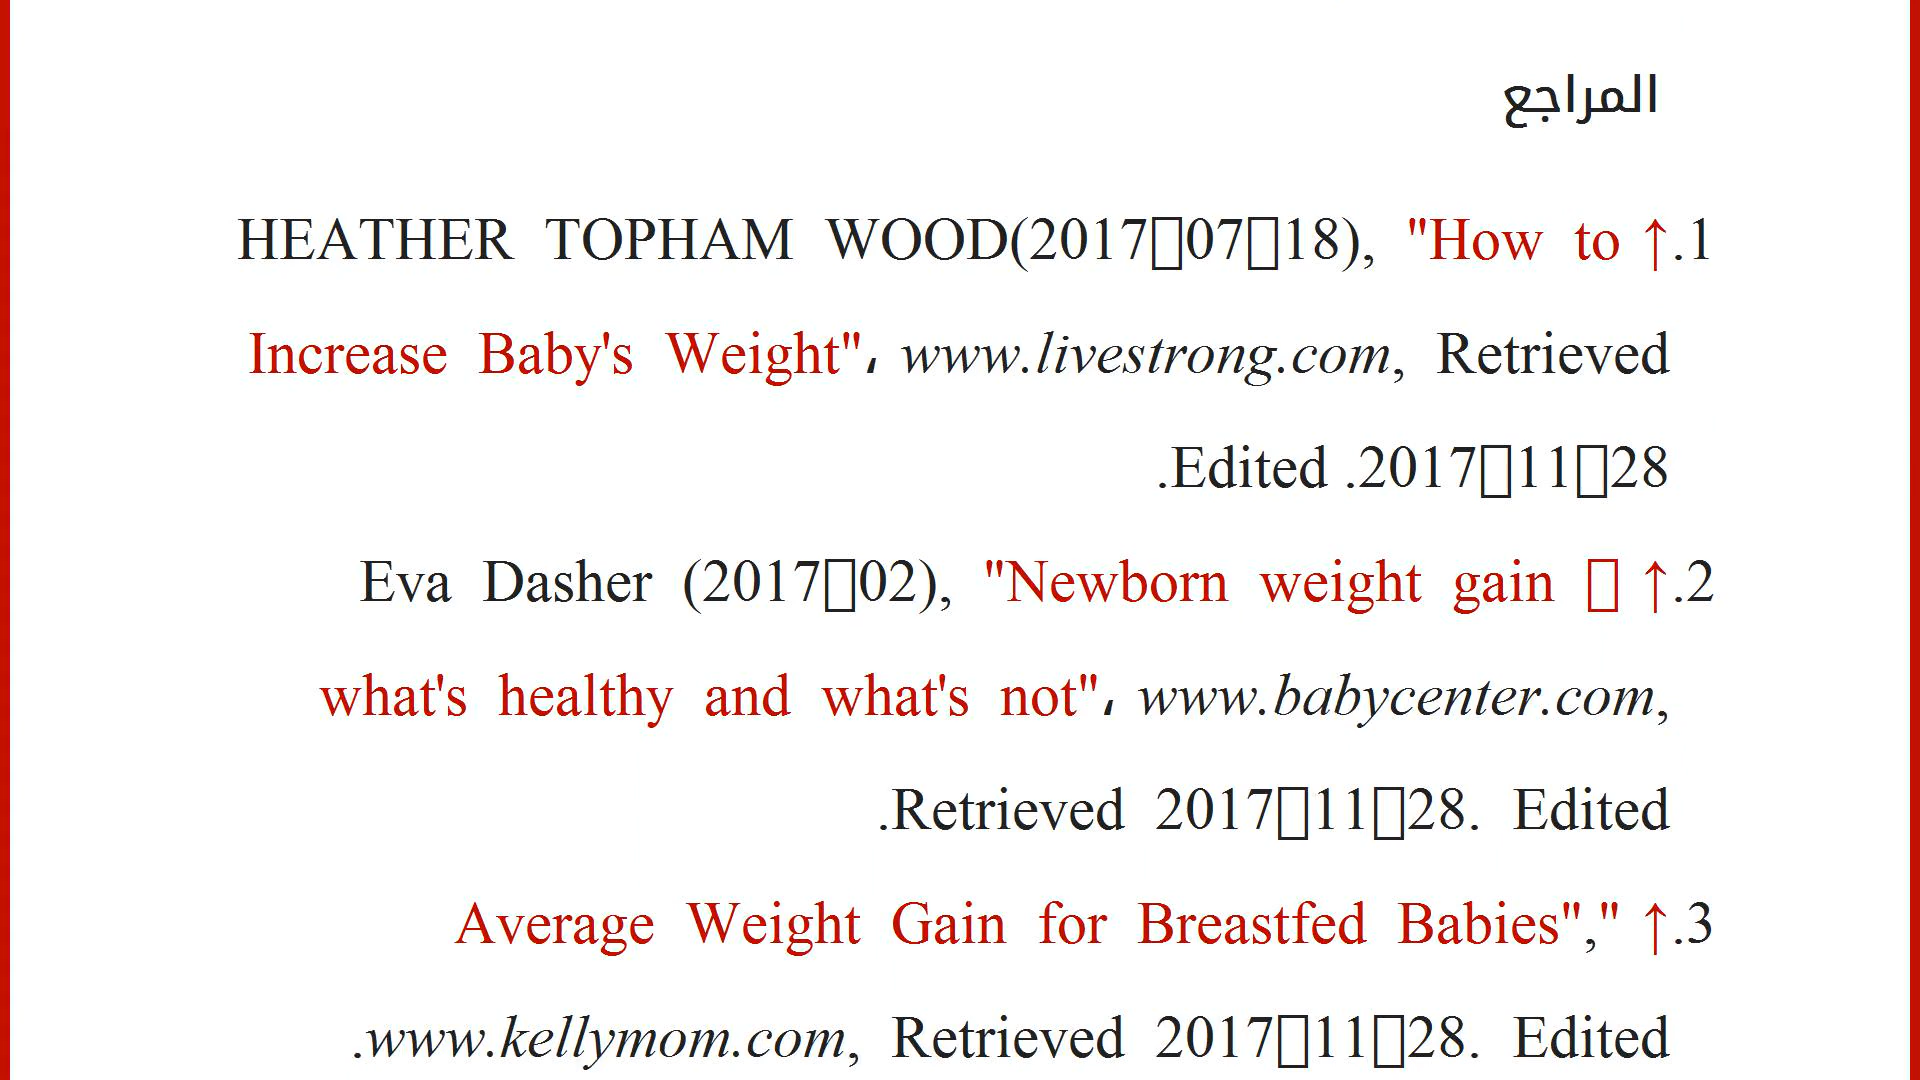 المراجع
1.↑ HEATHER TOPHAM WOOD(2017▯07▯18), "How to
Increase Baby's Weight"، www.livestrong.com, Retrieved
2017▯11▯28. Edited.
2.↑ Eva Dasher (2017▯02), "Newborn weight gain ▯
what's healthy and what's not"، www.babycenter.com,
Retrieved 2017▯11▯28. Edited.
3.↑ "Average Weight Gain for Breastfed Babies",
www.kellymom.com, Retrieved 2017▯11▯28. Edited.